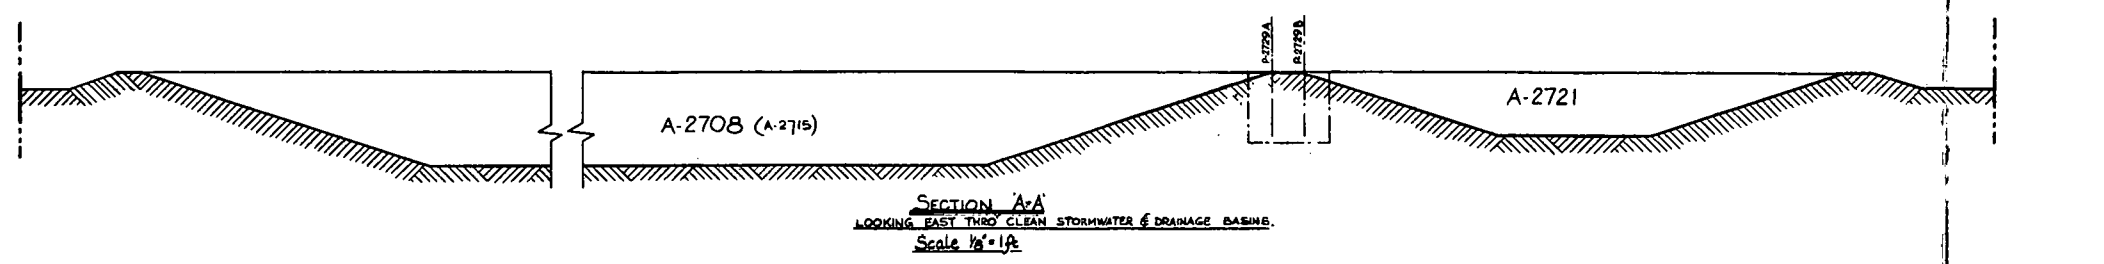 P-2729A
P-2729B
A-2708 (A-2715)
A-2721
SECTION 'A-A'
LOOKING EAST THRO' CLEAN STORMWATER & DRAINAGE BASINS.
Scale 1/8" = 1ft